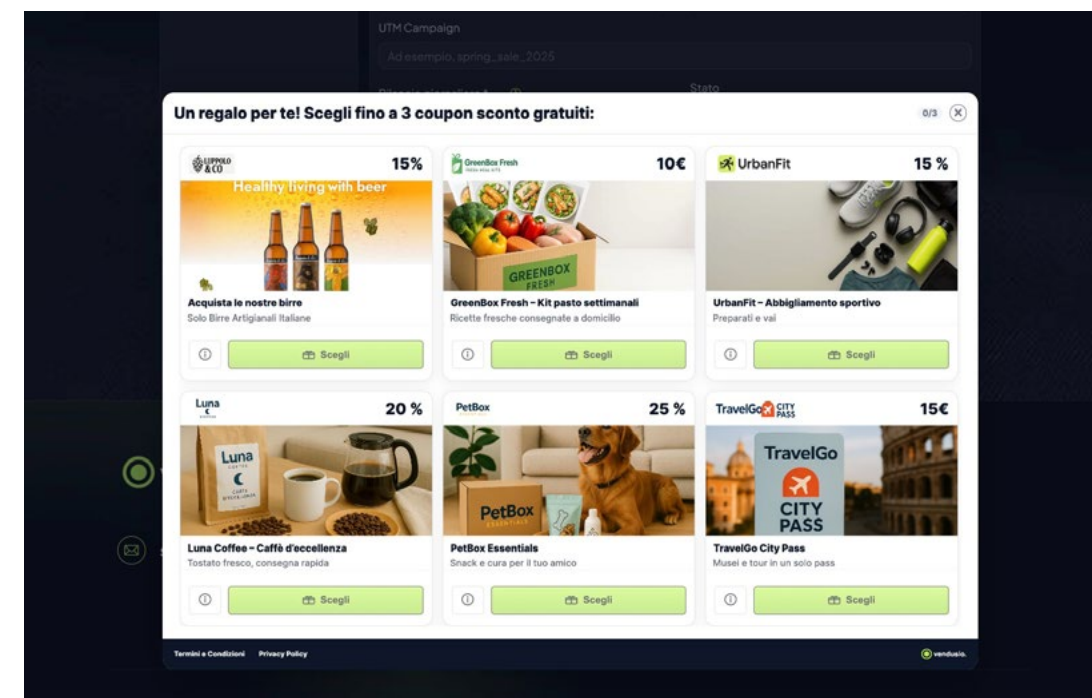 UTM Campaign
Ad esempio, spring_sale_2025
Stato
Un regalo per te! Scegli fino a 3 coupon sconto gratuiti:
0/3
LUPPOLO
& CO
15%
Healthy living with beer
Acquista le nostre birre
Solo Birre Artigianali Italiane
Scegli
GreenBox Fresh
10€
GREENBOX
FRESH
GreenBox Fresh – Kit pasto settimanali
Ricette fresche consegnate a domicilio
Scegli
UrbanFit
15 %
UrbanFit – Abbigliamento sportivo
Preparati e vai
Scegli
Luna
20 %
Luna
COFFEE
Luna Coffee – Caffè d'eccellenza
Tostato fresco, consegna rapida
Scegli
PetBox
25 %
PetBox
ESSENTIALS
PetBox Essentials
Snack e cura per il tuo amico
Scegli
TravelGo CITY
PASS
15€
TravelGo
CITY
PASS
TravelGo City Pass
Musei e tour in un solo pass
Scegli
Termini e Condizioni Privacy Policy
vendusio.